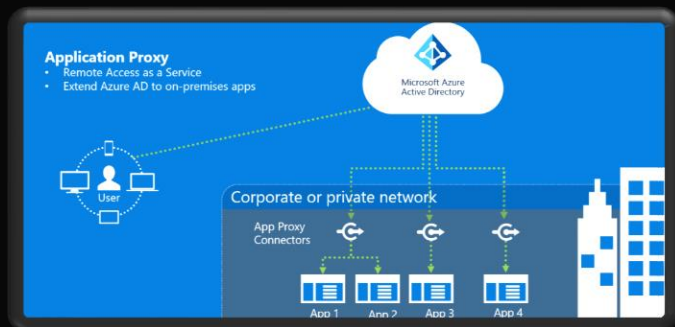 Application Proxy
• Remote Access as a Service
• Extend Azure AD to on-premises apps
Microsoft Azure
Active Directory
User
Corporate or private network
App Proxy
Connectors
App 1
App 2
App 3
App 4